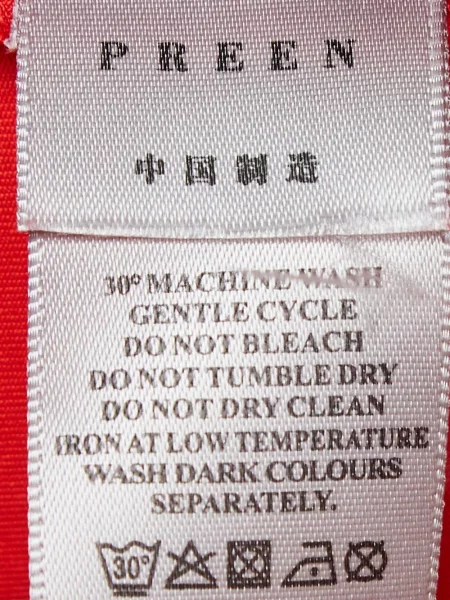 PREEN
中国制造
30° MACHINE WASH
GENTLE CYCLE
DO NOT BLEACH
DO NOT TUMBLE DRY
DO NOT DRY CLEAN
IRON AT LOW TEMPERATURE
WASH DARK COLOURS
SEPARATELY.
30°